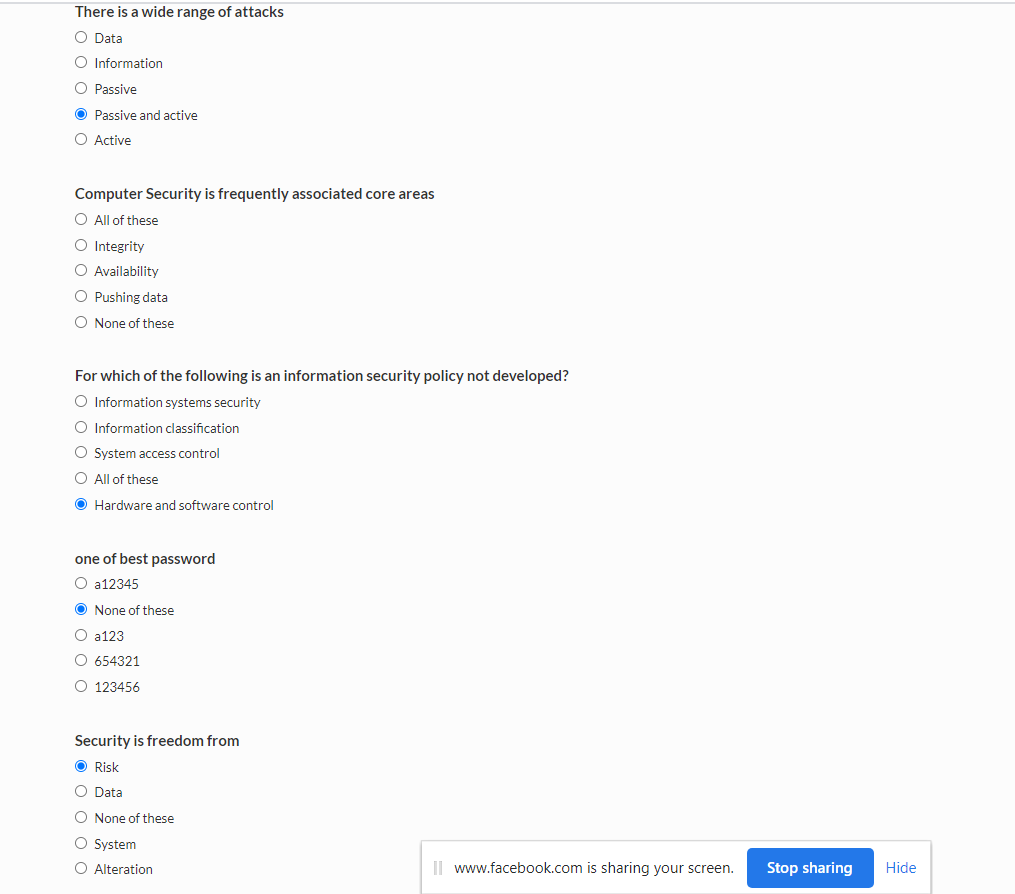 There is a wide range of attacks
Data
Information
Passive
Passive and active
Active
Computer Security is frequently associated core areas
All of these
Integrity
Availability
Pushing data
None of these
For which of the following is an information security policy not developed?
Information systems security
Information classification
System access control
All of these
Hardware and software control
one of best password
a12345
None of these
a123
654321
123456
Security is freedom from
Risk
Data
None of these
System
Alteration
www.facebook.com is sharing your screen. Stop sharing Hide